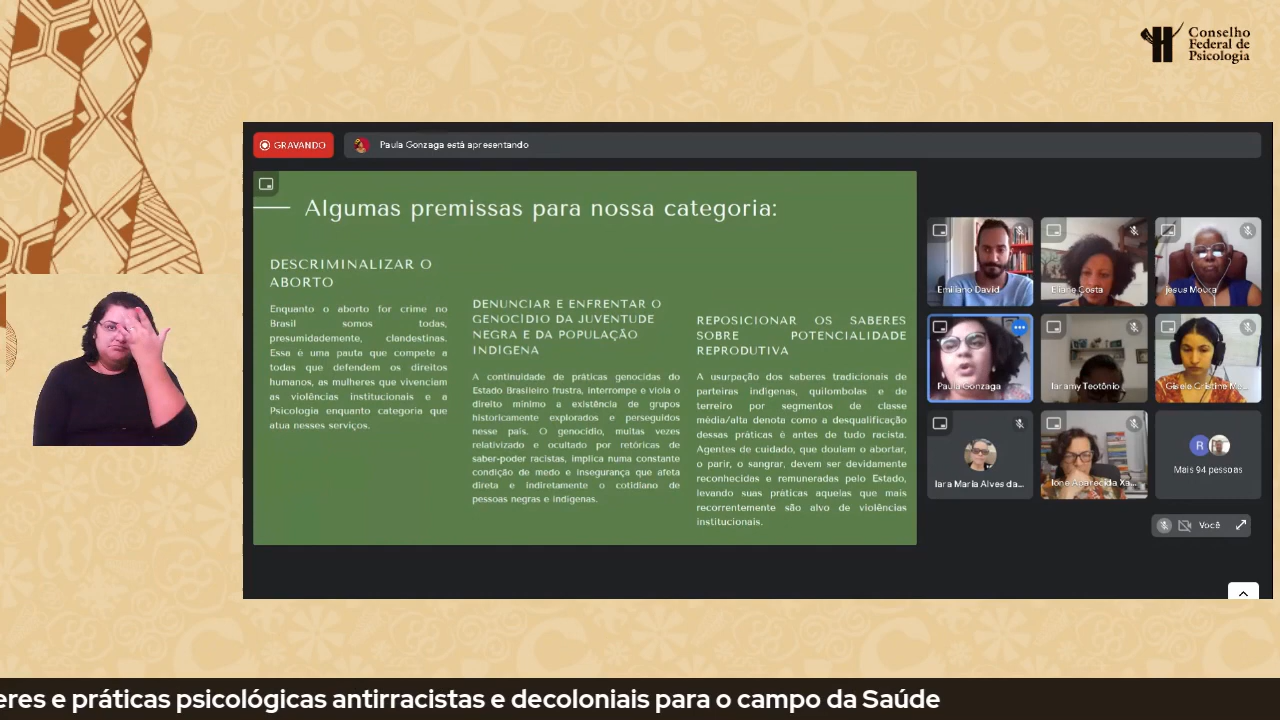 Conselho
Federal de
Psicologia
GRAVANDO
Paula Gonzaga está apresentando
Algumas premissas para nossa categoria:
DESCRIMINALIZAR O
ABORTO
Enquanto o aborto for crime no
Brasil somos todas,
presumidademente, clandestinas.
Essa é uma pauta que compete a
todas que defendem os direitos
humanos, as mulheres que vivenciam
as violências institucionais e a
Psicologia enquanto categoria que
atua nesses serviços.
DENUNCIAR E ENFRENTAR O
GENOCÍDIO DA JUVENTUDE
NEGRA E DA POPULAÇÃO
INDÍGENA
A continuidade de práticas genocidas do
Estado Brasileiro frustra, interrompe e viola o
direito mínimo a existência de grupos
historicamente explorados e perseguidos
nesse país. O genocídio, muitas vezes
relativizado e ocultado por retóricas de
saber-poder racistas, implica numa constante
condição de medo e insegurança que afeta
direta e indiretamente o cotidiano de
pessoas negras e indígenas.
REPOSICIONAR OS SABERES
SOBRE POTENCIALIDADE
REPRODUTIVA
A usurpação dos saberes tradicionais de
parteiras indígenas, quilombolas e de
terreiro por segmentos de classe
média/alta denota como a desqualificação
dessas práticas é antes de tudo racista.
Agentes de cuidado, que doulam o abortar,
o parir, o sangrar, devem ser devidamente
reconhecidas e remuneradas pelo Estado,
levando suas práticas aquelas que mais
recorrentemente são alvo de violências
institucionais.
Emiliano David
Eliane Costa
jesus Moura
Paula Gonzaga
Iaramy Teotônio
Gisele Cristine Mo...
Iara Maria Alves da...
Ione Aparecida Xa...
R
Mais 94 pessoas
Você
eres e práticas psicológicas antirracistas e decoloniais para o campo da Saúde